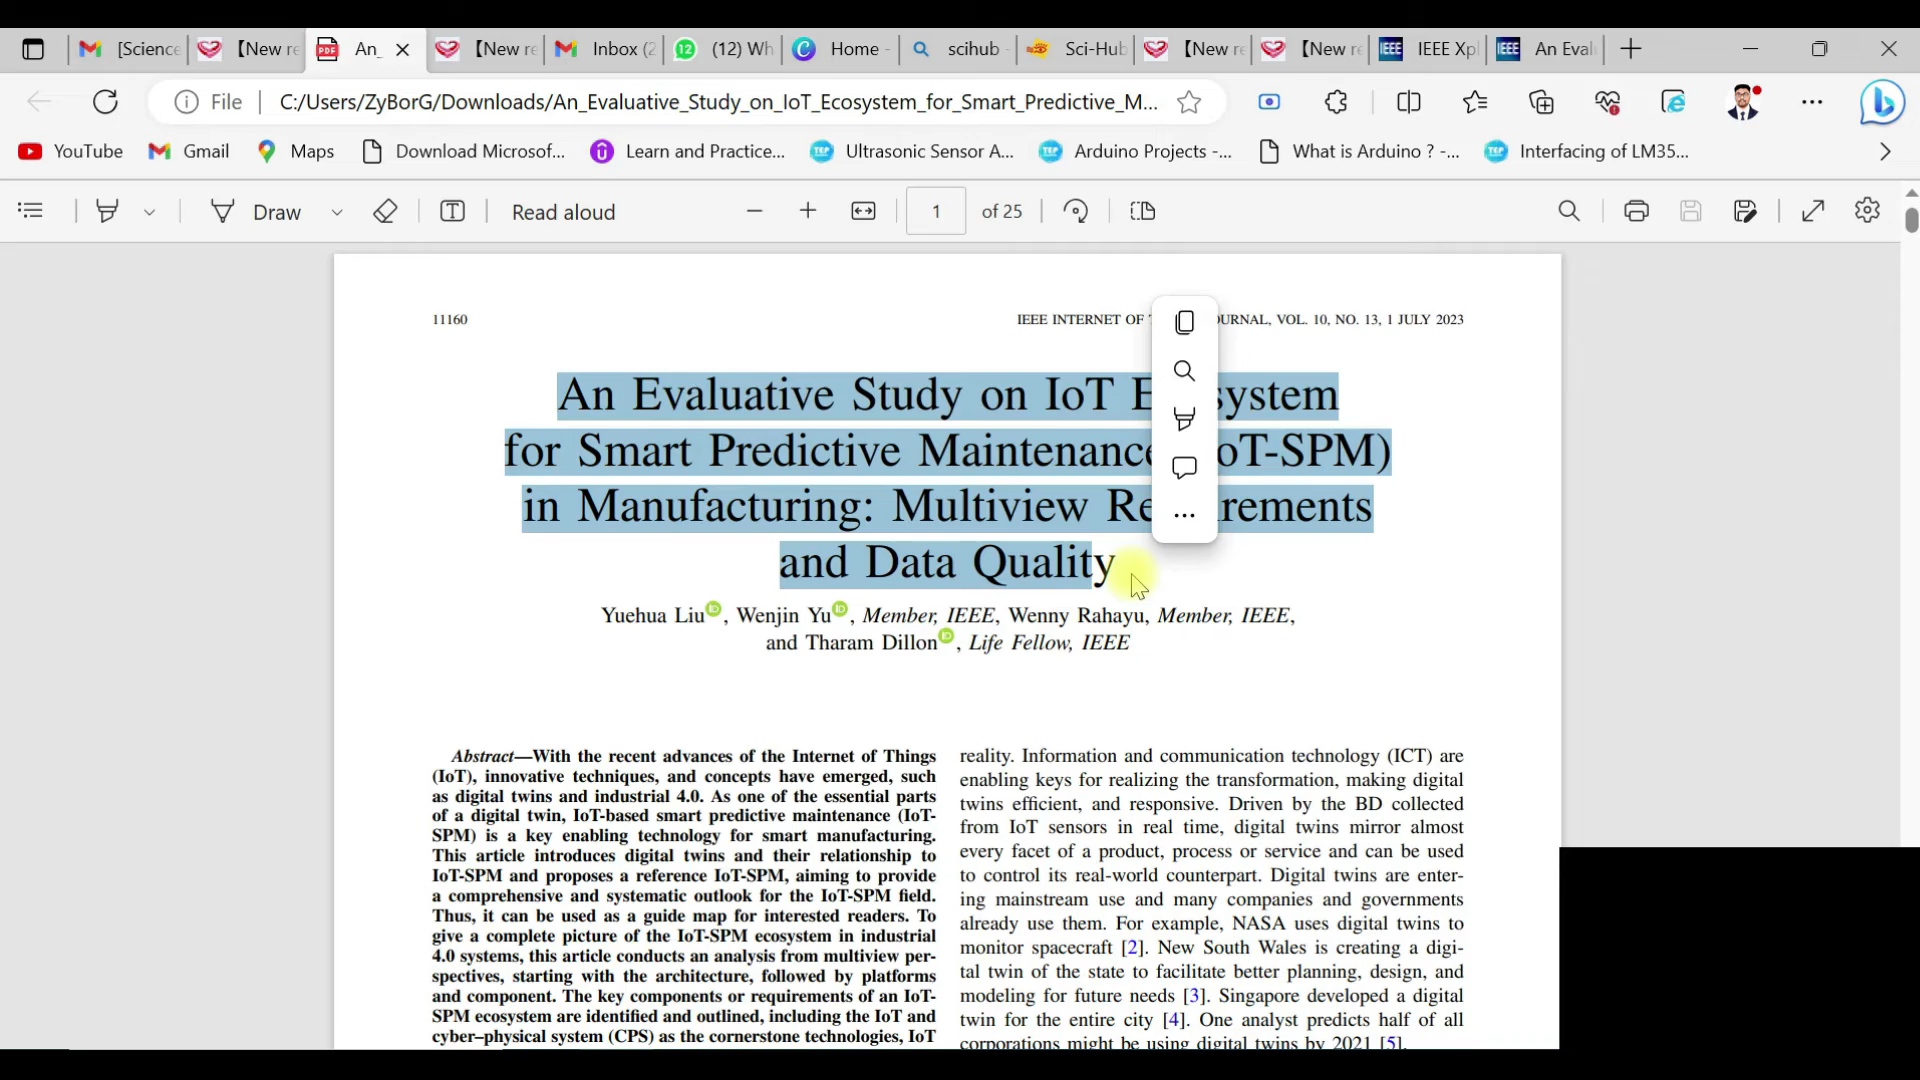 [Science
【New re
An_
【New re
Inbox (2
(12) Wh
Home -
scihub -
Sci-Hub
【New re
【New re
IEEE Xpl
An Eval
File
C:/Users/ZyBorG/Downloads/An_Evaluative_Study_on_IoT_Ecosystem_for_Smart_Predictive_M...
YouTube
Gmail
Maps
Download Microsof...
Learn and Practice...
Ultrasonic Sensor A...
Arduino Projects -...
What is Arduino ? -...
Interfacing of LM35...
Draw
Read aloud
1
of 25
11160
IEEE INTERNET OF URNAL, VOL. 10, NO. 13, 1 JULY 2023
An Evaluative Study on IoT E system
for Smart Predictive Maintenance oT-SPM)
in Manufacturing: Multiview Re rements
and Data Quality
Yuehua Liu, Wenjin Yu, Member, IEEE, Wenny Rahayu, Member, IEEE,
and Tharam Dillon, Life Fellow, IEEE
Abstract—With the recent advances of the Internet of Things
(IoT), innovative techniques, and concepts have emerged, such
as digital twins and industrial 4.0. As one of the essential parts
of a digital twin, IoT-based smart predictive maintenance (IoT-
SPM) is a key enabling technology for smart manufacturing.
This article introduces digital twins and their relationship to
IoT-SPM and proposes a reference IoT-SPM, aiming to provide
a comprehensive and systematic outlook for the IoT-SPM field.
Thus, it can be used as a guide map for interested readers. To
give a complete picture of the IoT-SPM ecosystem in industrial
4.0 systems, this article conducts an analysis from multiview per-
spectives, starting with the architecture, followed by platforms
and component. The key components or requirements of an IoT-
SPM ecosystem are identified and outlined, including the IoT and
cyber–physical system (CPS) as the cornerstone technologies, IoT
reality. Information and communication technology (ICT) are
enabling keys for realizing the transformation, making digital
twins efficient, and responsive. Driven by the BD collected
from IoT sensors in real time, digital twins mirror almost
every facet of a product, process or service and can be used
to control its real-world counterpart. Digital twins are enter-
ing mainstream use and many companies and governments
already use them. For example, NASA uses digital twins to
monitor spacecraft [2]. New South Wales is creating a digi-
tal twin of the state to facilitate better planning, design, and
modeling for future needs [3]. Singapore developed a digital
twin for the entire city [4]. One analyst predicts half of all
corporations might be using digital twins by 2021 [5].